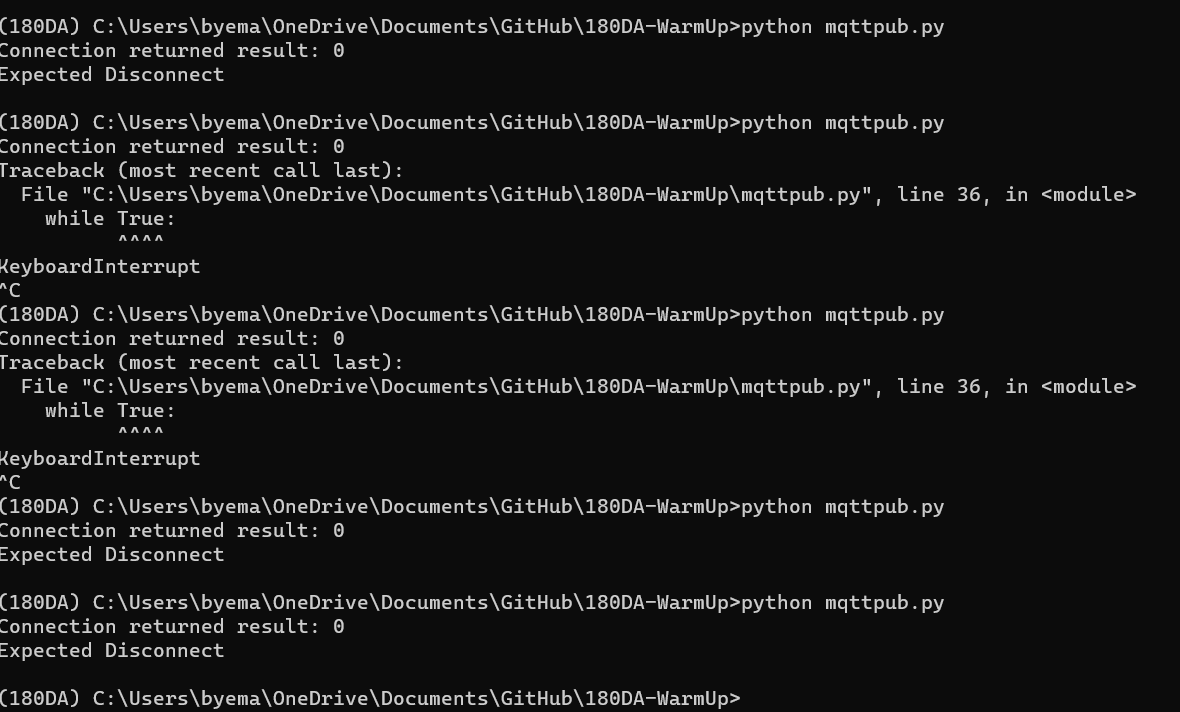 (180DA) C:\Users\byema\OneDrive\Documents\GitHub\180DA-WarmUp>python mqttpub.py
Connection returned result: 0
Expected Disconnect
(180DA) C:\Users\byema\OneDrive\Documents\GitHub\180DA-WarmUp>python mqttpub.py
Connection returned result: 0
Traceback (most recent call last):
  File "C:\Users\byema\OneDrive\Documents\GitHub\180DA-WarmUp\mqttpub.py", line 36, in <module>
    while True:
          ^^^^
KeyboardInterrupt
^C
(180DA) C:\Users\byema\OneDrive\Documents\GitHub\180DA-WarmUp>python mqttpub.py
Connection returned result: 0
Traceback (most recent call last):
  File "C:\Users\byema\OneDrive\Documents\GitHub\180DA-WarmUp\mqttpub.py", line 36, in <module>
    while True:
          ^^^^
KeyboardInterrupt
^C
(180DA) C:\Users\byema\OneDrive\Documents\GitHub\180DA-WarmUp>python mqttpub.py
Connection returned result: 0
Expected Disconnect
(180DA) C:\Users\byema\OneDrive\Documents\GitHub\180DA-WarmUp>python mqttpub.py
Connection returned result: 0
Expected Disconnect
(180DA) C:\Users\byema\OneDrive\Documents\GitHub\180DA-WarmUp>